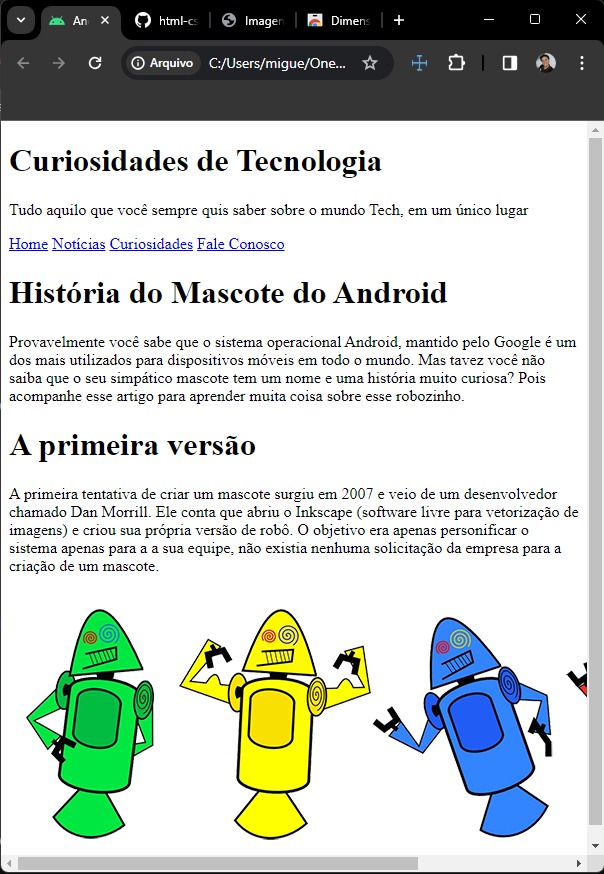 An
html-cs
Imagen
Dimens
Arquivo
C:/Users/migue/One...
Curiosidades de Tecnologia
Tudo aquilo que você sempre quis saber sobre o mundo Tech, em um único lugar
Home Notícias Curiosidades Fale Conosco
História do Mascote do Android
Provavelmente você sabe que o sistema operacional Android, mantido pelo Google é um
dos mais utilizados para dispositivos móveis em todo o mundo. Mas tavez você não
saiba que o seu simpático mascote tem um nome e uma história muito curiosa? Pois
acompanhe esse artigo para aprender muita coisa sobre esse robozinho.
A primeira versão
A primeira tentativa de criar um mascote surgiu em 2007 e veio de um desenvolvedor
chamado Dan Morrill. Ele conta que abriu o Inkscape (software livre para vetorização de
imagens) e criou sua própria versão de robô. O objetivo era apenas personificar o
sistema apenas para a a sua equipe, não existia nenhuma solicitação da empresa para a
criação de um mascote.